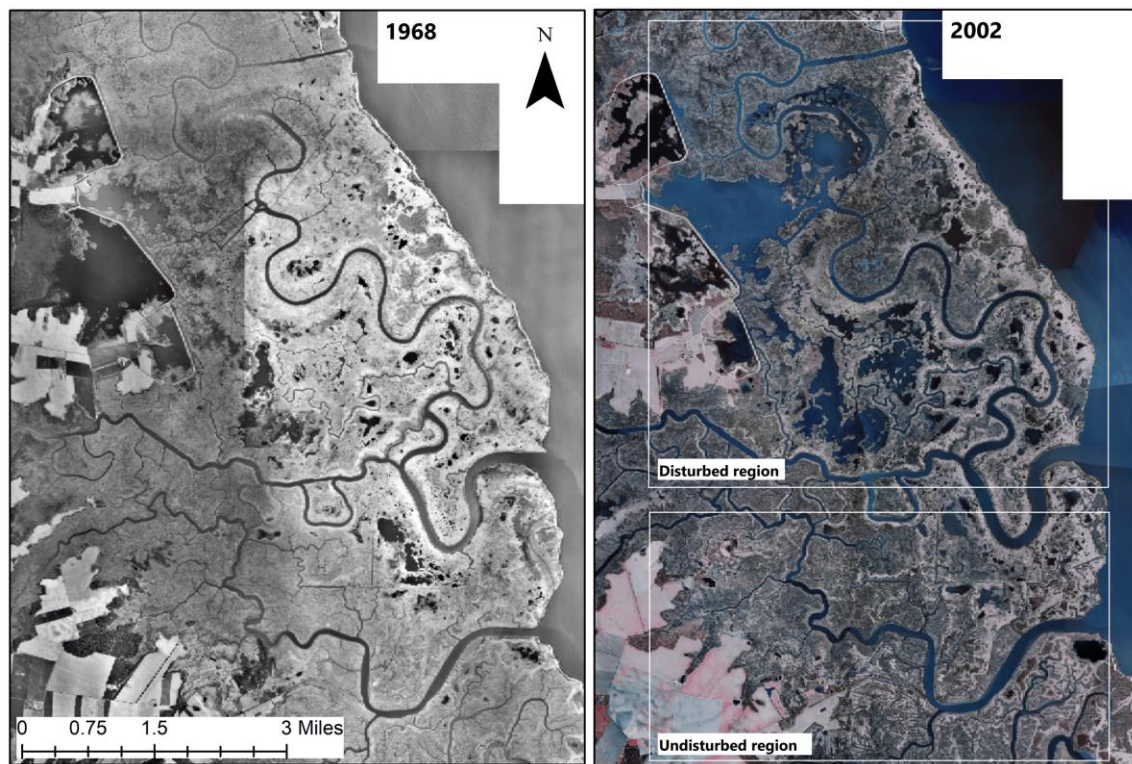 1968
N
2002
Disturbed region
0 0.75 1.5 3 Miles
Undisturbed region